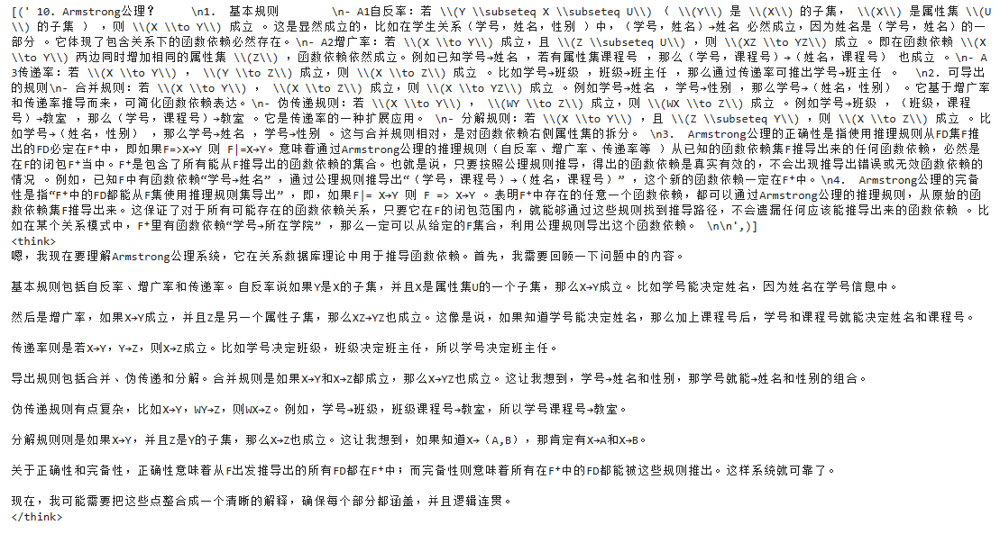 [(' 10. Armstrong公理？     \n1.  基本规则        \n- A1自反率：若 \\(Y \\subseteq X \\subseteq U\\) （ \\(Y\\) 是 \\(X\\) 的子集， \\(X\\) 是属性集 \\(U
\\) 的子集 ） ，则 \\(X \\to Y\\) 成立 。这是显然成立的，比如在学生关系（学号，姓名，性别 ）中，（学号，姓名）→姓名 必然成立，因为姓名是（学号，姓名）的一
部分 。它体现了包含关系下的函数依赖必然存在。\n- A2增广率：若 \\(X \\to Y\\) 成立，且 \\(Z \\subseteq U\\) ，则 \\(XZ \\to YZ\\) 成立 。即在函数依赖 \\(X
\\to Y\\) 两边同时增加相同的属性集 \\(Z\\) ，函数依赖依然成立。例如已知学号→姓名 ，若有属性集课程号 ，那么（学号，课程号）→（姓名，课程号） 也成立 。\n- A
3传递率：若 \\(X \\to Y\\) ， \\(Y \\to Z\\) 成立，则 \\(X \\to Z\\) 成立 。比如学号→班级 ，班级→班主任 ，那么通过传递率可推出学号→班主任 。  \n2. 可导出
的规则\n- 合并规则：若 \\(X \\to Y\\) ， \\(X \\to Z\\) 成立，则 \\(X \\to YZ\\) 成立 。例如学号→姓名 ，学号→性别 ，那么学号→（姓名，性别） 。它基于增广率
和传递率推导而来，可简化函数依赖表达。\n- 伪传递规则：若 \\(X \\to Y\\) ， \\(WY \\to Z\\) 成立，则 \\(WX \\to Z\\) 成立 。例如学号→班级 ，（班级，课程
号）→教室 ，那么（学号，课程号）→教室 。它是传递率的一种扩展应用。 \n- 分解规则：若 \\(X \\to Y\\) ，且 \\(Z \\subseteq Y\\) ，则 \\(X \\to Z\\) 成立 。比
如学号→（姓名，性别） ，那么学号→姓名 ，学号→性别 。这与合并规则相对，是对函数依赖右侧属性集的拆分。 \n3.  Armstrong公理的正确性是指使用推理规则从FD集F推
出的FD必定在F⁺中，即如果F=>X→Y 则 F|=X→Y。意味着通过Armstrong公理的推理规则（自反率、增广率、传递率等 ）从已知的函数依赖集F推导出来的任何函数依赖，必然是
在F的闭包F⁺当中。F⁺是包含了所有能从F推导出的函数依赖的集合。也就是说，只要按照公理规则推导，得出的函数依赖是真实有效的，不会出现推导出错误或无效函数依赖的
情况 。例如，已知F中有函数依赖“学号→姓名” ，通过公理规则推导出“（学号，课程号）→（姓名，课程号）” ，这个新的函数依赖一定在F⁺中。\n4.  Armstrong公理的完备
性是指“F⁺中的FD都能从F集使用推理规则集导出” ，即，如果F|= X→Y 则 F => X→Y 。表明F⁺中存在的任意一个函数依赖，都可以通过Armstrong公理的推理规则，从原始的函
数依赖集F推导出来。这保证了对于所有可能存在的函数依赖关系，只要它在F的闭包范围内，就能够通过这些规则找到推导路径，不会遗漏任何应该能推导出来的函数依赖 。比
如在某个关系模式中，F⁺里有函数依赖“学号→所在学院” ，那么一定可以从给定的F集合，利用公理规则导出这个函数依赖。 \n\n',)]
<think>
嗯，我现在要理解Armstrong公理系统，它在关系数据库理论中用于推导函数依赖。首先，我需要回顾一下问题中的内容。
基本规则包括自反率、增广率和传递率。自反率说如果Y是X的子集，并且X是属性集U的一个子集，那么X→Y成立。比如学号能决定姓名，因为姓名在学号信息中。
然后是增广率，如果X→Y成立，并且Z是另一个属性子集，那么XZ→YZ也成立。这像是说，如果知道学号能决定姓名，那么加上课程号后，学号和课程号就能决定姓名和课程号。
传递率则是若X→Y，Y→Z，则X→Z成立。比如学号决定班级，班级决定班主任，所以学号决定班主任。
导出规则包括合并、伪传递和分解。合并规则是如果X→Y和X→Z都成立，那么X→YZ也成立。这让我想到，学号→姓名和性别，那学号就能→姓名和性别的组合。
伪传递规则有点复杂，比如X→Y，WY→Z，则WX→Z。例如，学号→班级，班级课程号→教室，所以学号课程号→教室。
分解规则则是如果X→Y，并且Z是Y的子集，那么X→Z也成立。这让我想到，如果知道X→（A,B），那肯定有X→A和X→B。
关于正确性和完备性，正确性意味着从F出发推导出的所有FD都在F⁺中；而完备性则意味着所有在F⁺中的FD都能被这些规则推出。这样系统就可靠了。
现在，我可能需要把这些点整合成一个清晰的解释，确保每个部分都涵盖，并且逻辑连贯。
</think>